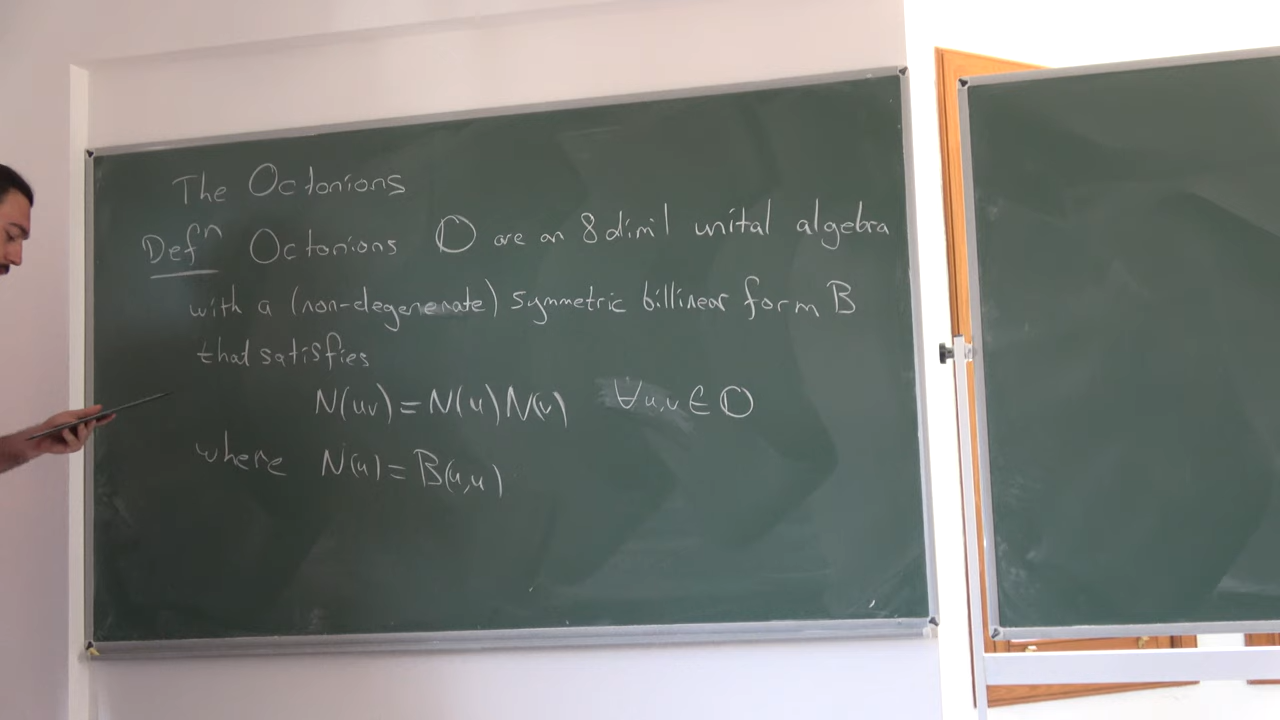 The Octonions
Defⁿ Octonions 𝕆 are an 8 dim'l unital algebra
with a (non-degenerate) symmetric billinear form B
that satisfies
N(uv) = N(u) N(v) ∀u,v ∈ 𝕆
where N(u) = B(u,u)